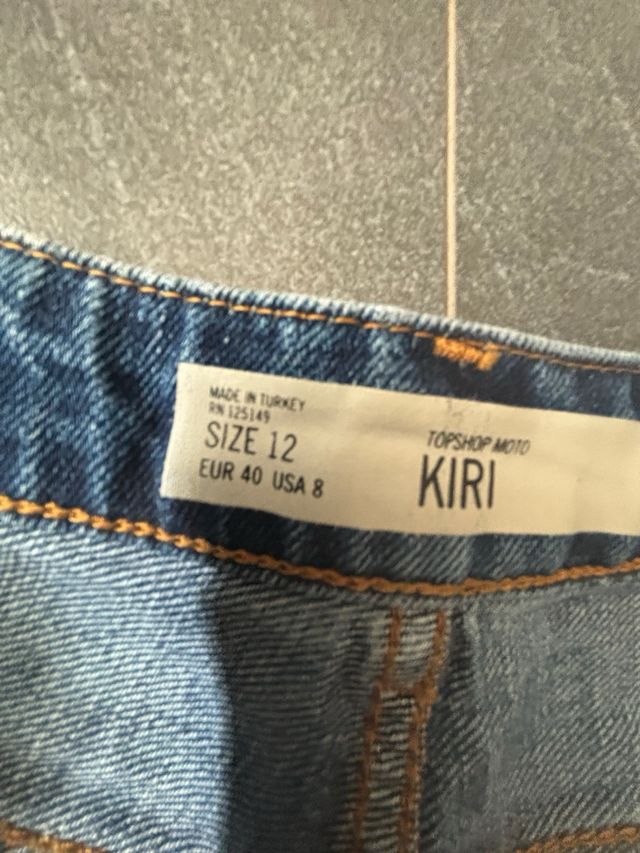 MADE IN TURKEY
RN 125149
SIZE 12
EUR 40 USA 8
TOPSHOP MOTO
KIRI